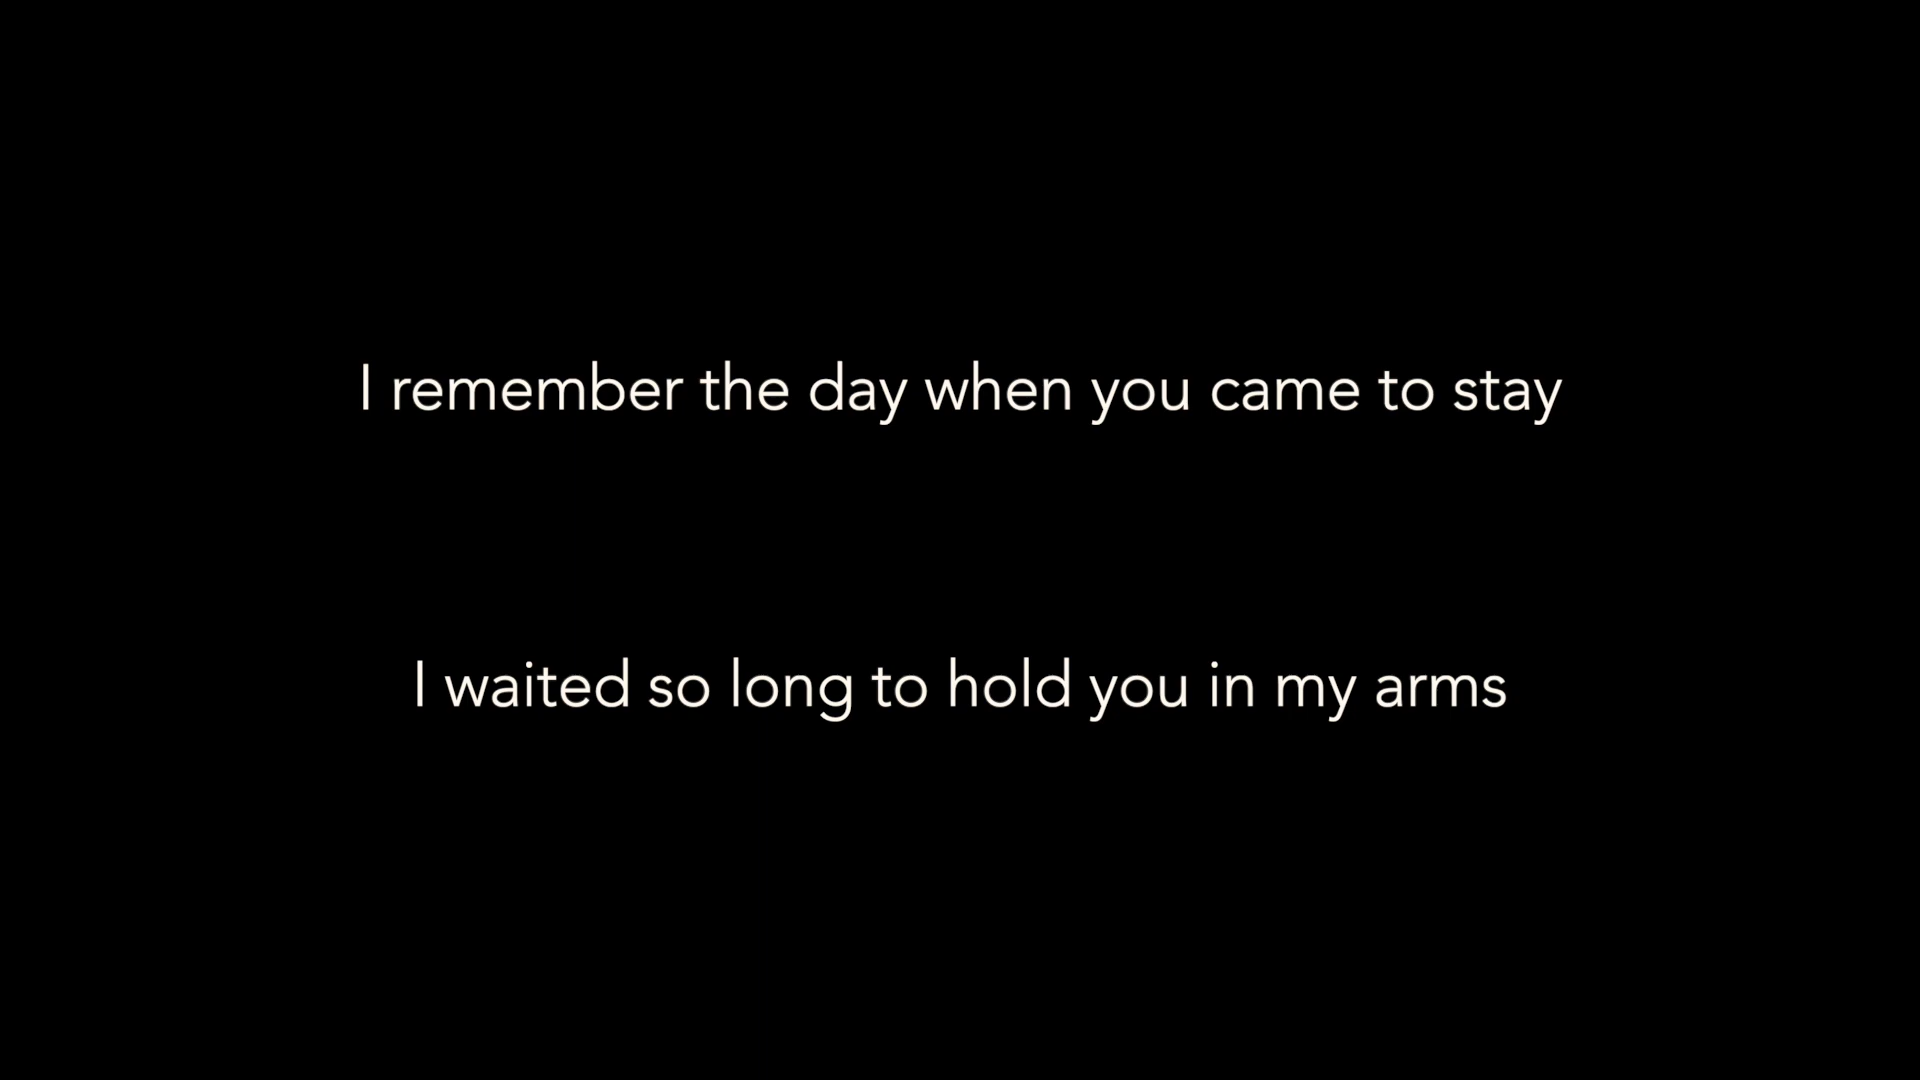 I remember the day when you came to stay
I waited so long to hold you in my arms